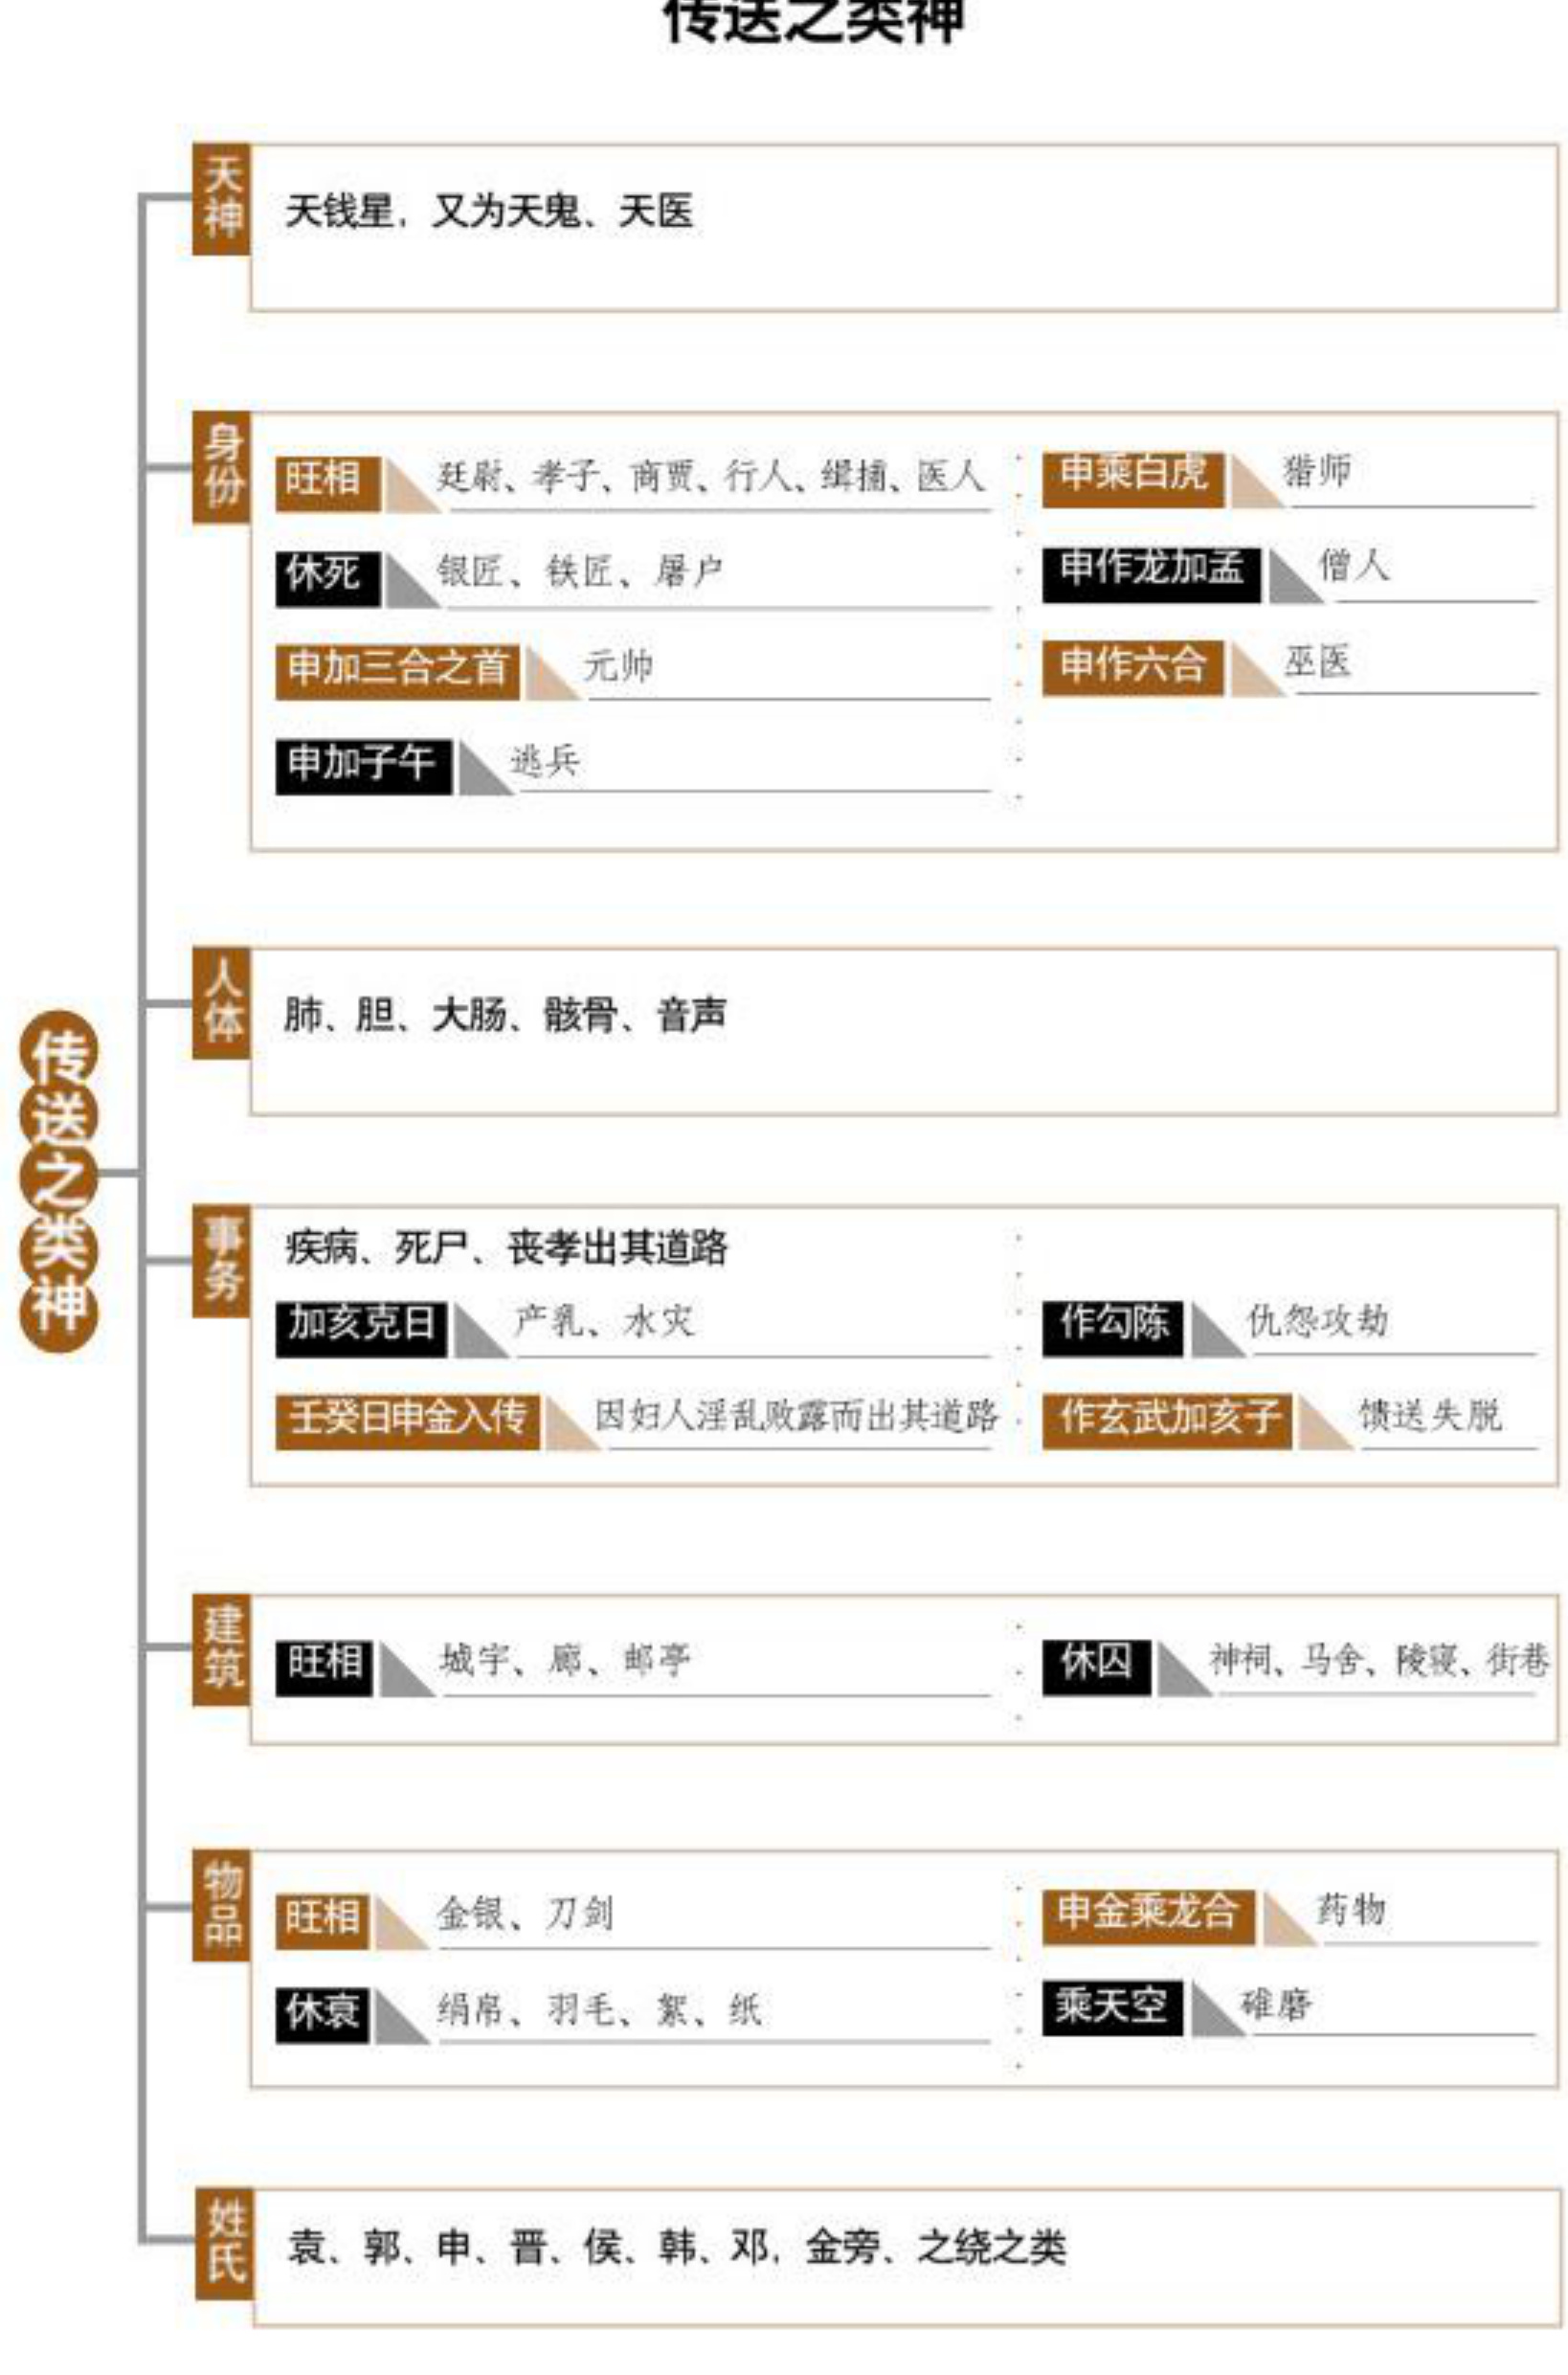 传送之类神
传送之类神
天神
天钱星，又为天鬼、天医
身份
旺相 廷尉、孝子、商贾、行人、缉捕、医人
休死 银匠、铁匠、屠户
申加三合之首 元帅
申加子午 逃兵
申乘白虎 猎师
申作龙加孟 僧人
申作六合 巫医
人体
肺、胆、大肠、骸骨、音声
事务
疾病、死尸、丧孝出其道路
加亥克日 产乳、水灾
壬癸日申金入传 因妇人淫乱败露而出其道路
作勾陈 仇怨攻劫
作玄武加亥子 馈送失脱
建筑
旺相 城宇、廊、邮亭
休囚 神祠、马舍、陵寝、街巷
物品
旺相 金银、刀剑
休衰 绢帛、羽毛、絮、纸
申金乘龙合 药物
乘天空 碓磨
姓氏
袁、郭、申、晋、侯、韩、邓，金旁、之绕之类